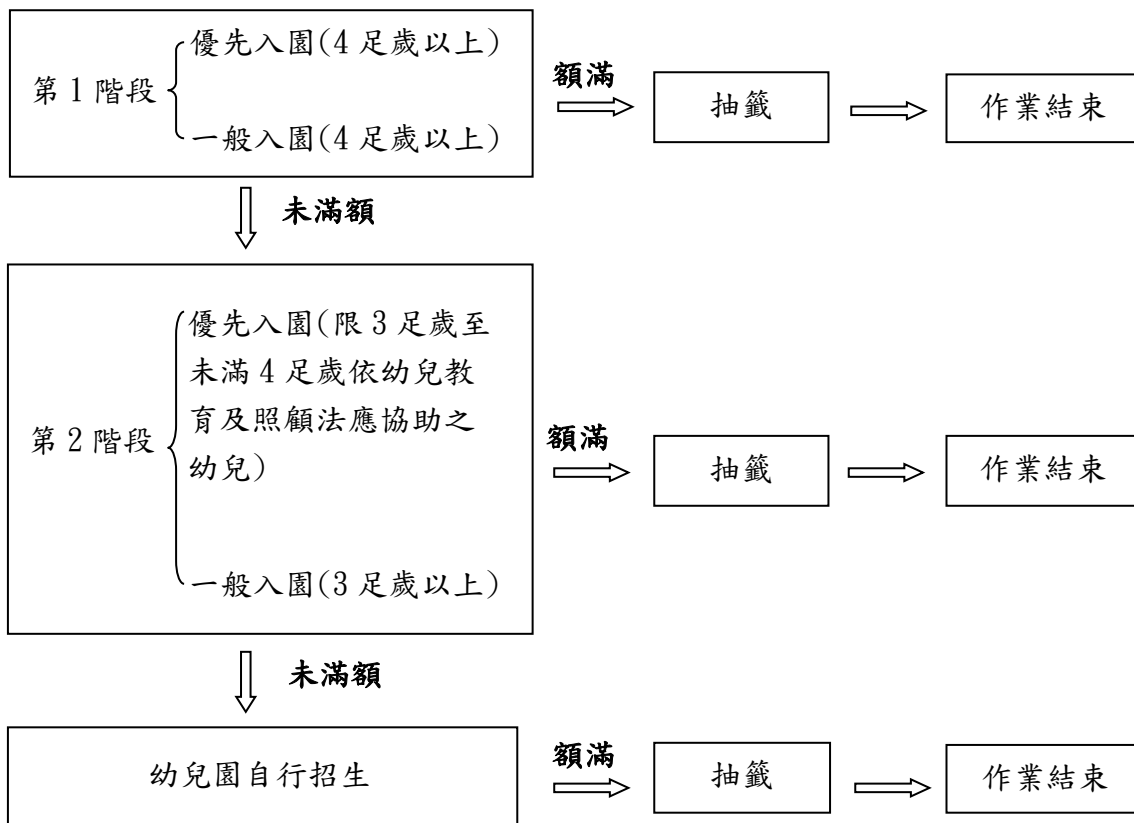 優先入園(4 足歲以上)
第 1 階段
一般入園(4 足歲以上)
額滿
抽籤
作業結束
未滿額
優先入園(限 3 足歲至
未滿 4 足歲依幼兒教
育及照顧法應協助之
幼兒)
第 2 階段
一般入園(3 足歲以上)
額滿
抽籤
作業結束
未滿額
幼兒園自行招生
額滿
抽籤
作業結束